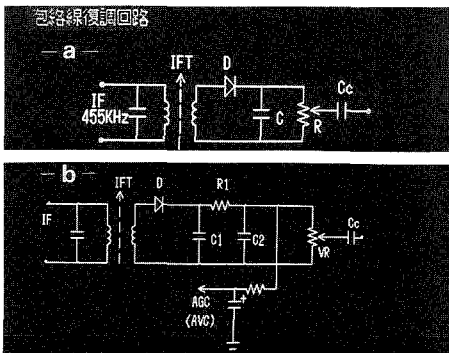 包絡線復調回路
a
IFT
D
Cc
IF
455KHz
C
R
b
IFT
D
R1
IF
C1
C2
VR
Cc
AGC
(AVC)
+